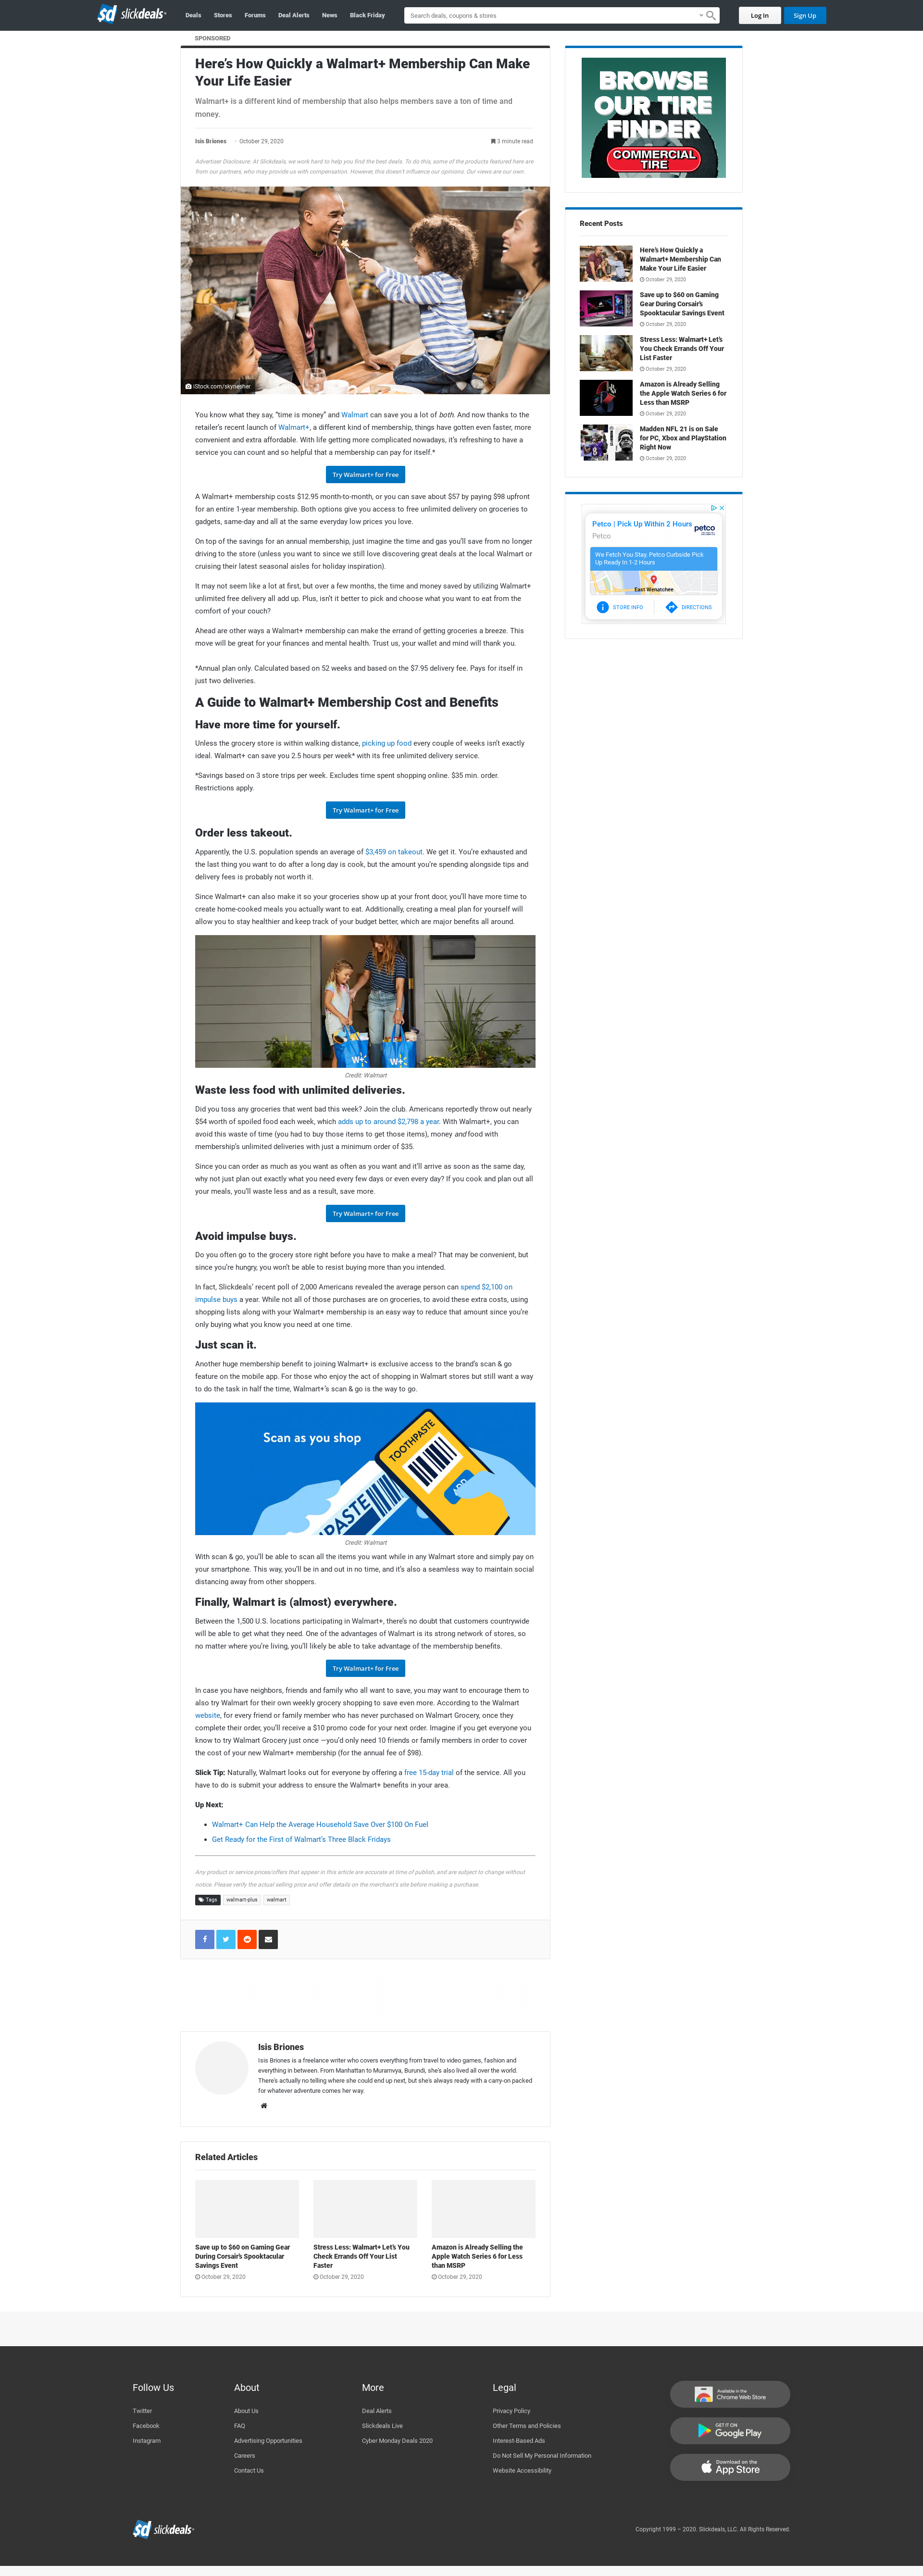 slickdeals
Deals
Stores
Forums
Deal Alerts
News
Black Friday
Search deals, coupons & stores
Log In
Sign Up
SPONSORED
Here's How Quickly a Walmart+ Membership Can Make
Your Life Easier
Walmart+ is a different kind of membership that also helps members save a ton of time and
money.
Isis Briones · October 29, 2020
3 minute read
Advertiser Disclosure: At Slickdeals, we work hard to help you find the best deals. To do this, some of the products featured here are
from our partners, who may provide us with compensation. However, this doesn't influence our opinions. Our views are our own.
iStock.com/skynesher
You know what they say, "time is money" and Walmart can save you a lot of both. And now thanks to the
retailer's recent launch of Walmart+, a different kind of membership, things have gotten even faster, more
convenient and extra affordable. With life getting more complicated nowadays, it's refreshing to have a
service you can count and so helpful that a membership can pay for itself.*
Try Walmart+ for Free
A Walmart+ membership costs $12.95 month-to-month, or you can save about $57 by paying $98 upfront
for an entire 1-year membership. Both options give you access to free unlimited delivery on groceries to
gadgets, same-day and all at the same everyday low prices you love.
On top of the savings for an annual membership, just imagine the time and gas you'll save from no longer
driving to the store (unless you want to since we still love discovering great deals at the local Walmart or
cruising their latest seasonal aisles for holiday inspiration).
It may not seem like a lot at first, but over a few months, the time and money saved by utilizing Walmart+
unlimited free delivery all add up. Plus, isn't it better to pick and choose what you want to eat from the
comfort of your couch?
Ahead are other ways a Walmart+ membership can make the errand of getting groceries a breeze. This
move will be great for your finances and mental health. Trust us, your wallet and mind will thank you.
*Annual plan only. Calculated based on 52 weeks and based on the $7.95 delivery fee. Pays for itself in
just two deliveries.
A Guide to Walmart+ Membership Cost and Benefits
Have more time for yourself.
Unless the grocery store is within walking distance, picking up food every couple of weeks isn't exactly
ideal. Walmart+ can save you 2.5 hours per week* with its free unlimited delivery service.
*Savings based on 3 store trips per week. Excludes time spent shopping online. $35 min. order.
Restrictions apply.
Try Walmart+ for Free
Order less takeout.
Apparently, the U.S. population spends an average of $3,459 on takeout. We get it. You're exhausted and
the last thing you want to do after a long day is cook, but the amount you're spending alongside tips and
delivery fees is probably not worth it.
Since Walmart+ can also make it so your groceries show up at your front door, you'll have more time to
create home-cooked meals you actually want to eat. Additionally, creating a meal plan for yourself will
allow you to stay healthier and keep track of your budget better, which are major benefits all around.
W+
W+
Credit: Walmart
Waste less food with unlimited deliveries.
Did you toss any groceries that went bad this week? Join the club. Americans reportedly throw out nearly
$54 worth of spoiled food each week, which adds up to around $2,798 a year. With Walmart+, you can
avoid this waste of time (you had to buy those items to get those items), money and food with
membership's unlimited deliveries with just a minimum order of $35.
Since you can order as much as you want as often as you want and it'll arrive as soon as the same day,
why not just plan out exactly what you need every few days or even every day? If you cook and plan out all
your meals, you'll waste less and as a result, save more.
Try Walmart+ for Free
Avoid impulse buys.
Do you often go to the grocery store right before you have to make a meal? That may be convenient, but
since you're hungry, you won't be able to resist buying more than you intended.
In fact, Slickdeals' recent poll of 2,000 Americans revealed the average person can spend $2,100 on
impulse buys a year. While not all of those purchases are on groceries, to avoid these extra costs, using
shopping lists along with your Walmart+ membership is an easy way to reduce that amount since you're
only buying what you know you need at one time.
Just scan it.
Another huge membership benefit to joining Walmart+ is exclusive access to the brand's scan & go
feature on the mobile app. For those who enjoy the act of shopping in Walmart stores but still want a way
to do the task in half the time, Walmart+'s scan & go is the way to go.
Scan as you shop
TOOTHPASTE
ADD
Credit: Walmart
With scan & go, you'll be able to scan all the items you want while in any Walmart store and simply pay on
your smartphone. This way, you'll be in and out in no time, and it's also a seamless way to maintain social
distancing away from other shoppers.
Finally, Walmart is (almost) everywhere.
Between the 1,500 U.S. locations participating in Walmart+, there's no doubt that customers countrywide
will be able to get what they need. One of the advantages of Walmart is its strong network of stores, so
no matter where you're living, you'll likely be able to take advantage of the membership benefits.
Try Walmart+ for Free
In case you have neighbors, friends and family who all want to save, you may want to encourage them to
also try Walmart for their own weekly grocery shopping to save even more. According to the Walmart
website, for every friend or family member who has never purchased on Walmart Grocery, once they
complete their order, you'll receive a $10 promo code for your next order. Imagine if you get everyone you
know to try Walmart Grocery just once —you'd only need 10 friends or family members in order to cover
the cost of your new Walmart+ membership (for the annual fee of $98).
Slick Tip: Naturally, Walmart looks out for everyone by offering a free 15-day trial of the service. All you
have to do is submit your address to ensure the Walmart+ benefits in your area.
Up Next:
• Walmart+ Can Help the Average Household Save Over $100 On Fuel
• Get Ready for the First of Walmart's Three Black Fridays
Any product or service prices/offers that appear in this article are accurate at time of publish, and are subject to change without
notice. Please verify the actual selling price and offer details on the merchant's site before making a purchase.
Tags
walmart-plus
walmart
Isis Briones
Isis Briones is a freelance writer who covers everything from travel to video games, fashion and
everything in between. From Manhattan to Muramvya, Burundi, she's also lived all over the world.
There's actually no telling where she could end up next, but she's always ready with a carry-on packed
for whatever adventure comes her way.
Related Articles
Save up to $60 on Gaming Gear
During Corsair's Spooktacular
Savings Event
October 29, 2020
Stress Less: Walmart+ Let's You
Check Errands Off Your List
Faster
October 29, 2020
Amazon is Already Selling the
Apple Watch Series 6 for Less
than MSRP
October 29, 2020
BROWSE
OUR TIRE
FINDER
COMMERCIAL
TIRE
Recent Posts
Here's How Quickly a
Walmart+ Membership Can
Make Your Life Easier
October 29, 2020
Save up to $60 on Gaming
Gear During Corsair's
Spooktacular Savings Event
October 29, 2020
Stress Less: Walmart+ Let's
You Check Errands Off Your
List Faster
October 29, 2020
Amazon is Already Selling
the Apple Watch Series 6 for
Less than MSRP
October 29, 2020
Madden NFL 21 is on Sale
for PC, Xbox and PlayStation
Right Now
October 29, 2020
Petco | Pick Up Within 2 Hours
Petco
petco
We Fetch You Stay. Petco Curbside Pick
Up Ready In 1-2 Hours
East Wenatchee
STORE INFO
DIRECTIONS
Follow Us
Twitter
Facebook
Instagram
About
About Us
FAQ
Advertising Opportunities
Careers
Contact Us
More
Deal Alerts
Slickdeals Live
Cyber Monday Deals 2020
Legal
Privacy Policy
Other Terms and Policies
Interest-Based Ads
Do Not Sell My Personal Information
Website Accessibility
Available in the
Chrome Web Store
GET IT ON
Google Play
Download on the
App Store
slickdeals
Copyright 1999 – 2020. Slickdeals, LLC. All Rights Reserved.